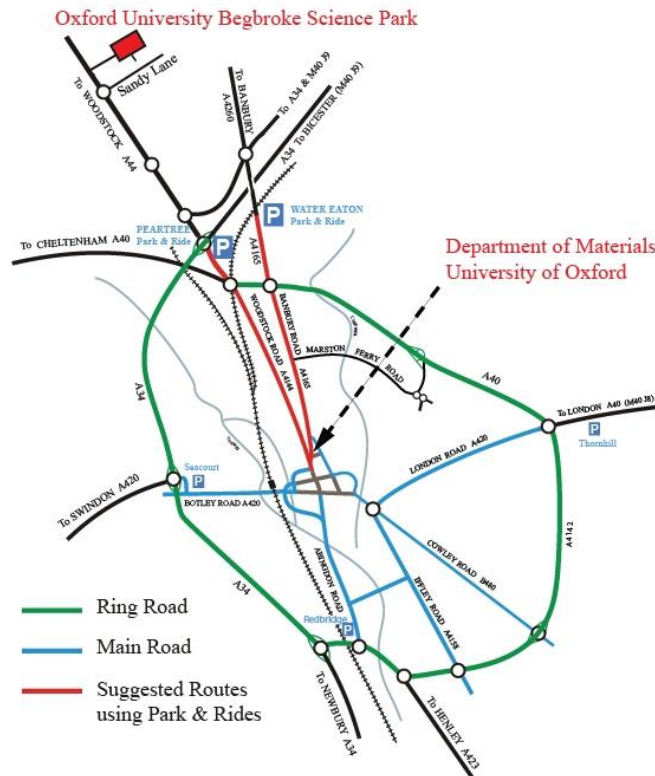 Oxford University Begbroke Science Park
Sandy Lane
To WOODSTOCK A44
To BANBURY
A4260
To A34 & M40 J9
A34 To BICESTER (M40 J9)
PEARTREE
Park & Ride
P
P
WATER EATON
Park & Ride
To CHELTENHAM A40
A4165
Department of Materials
University of Oxford
WOODSTOCK ROAD A4144
BANBURY ROAD
A4165
MARSTON FERRY ROAD
A40
A34
To LONDON A40 (M40 J8)
P
Thornhill
LONDON ROAD A420
Seacourt
P
To SWINDON A420
BOTLEY ROAD A420
A4142
COWLEY ROAD B480
ABINGDON ROAD
IFFLEY ROAD A4158
A34
Redbridge
P
Ring Road
Main Road
Suggested Routes
using Park & Rides
To NEWBURY A34
To HENLEY A423